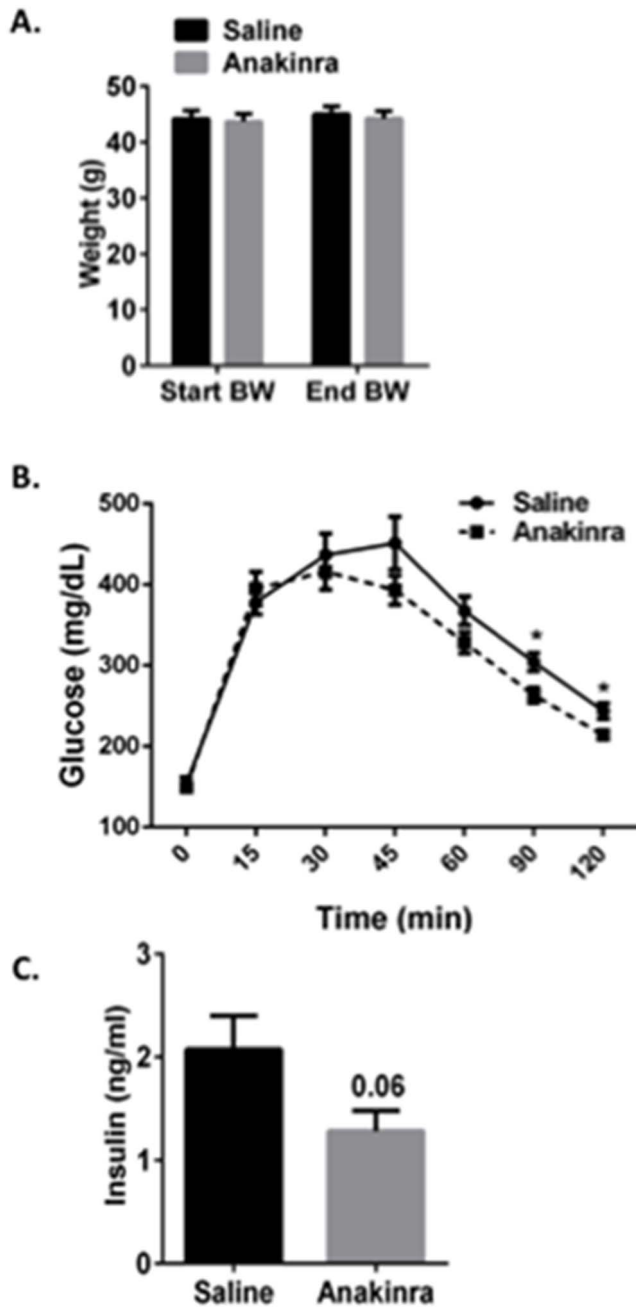 A.
Saline
Anakinra
50
40
30
20
10
0
Weight (g)
Start BW End BW
B.
500
400
300
200
100
Glucose (mg/dL)
Saline
Anakinra
*
*
0 15 30 45 60 90 120
Time (min)
C.
3
2
1
0
Insulin (ng/ml)
0.06
Saline Anakinra